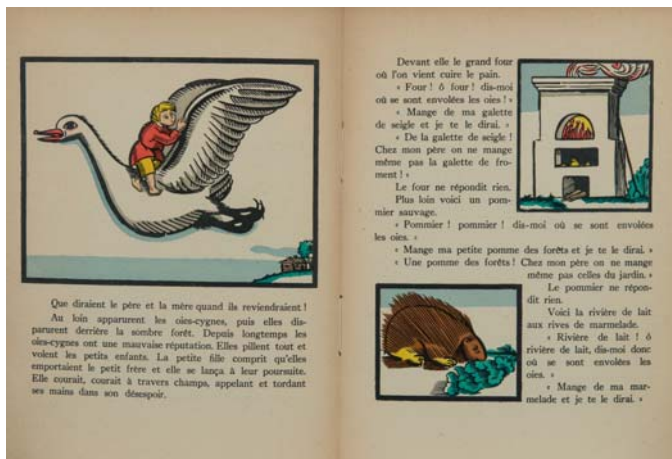 Que diraient le père et la mère quand ils reviendraient !
Au loin apparurent les oies-cygnes, puis elles dis-
parurent derrière la sombre forêt. Depuis longtemps les
oies-cygnes ont une mauvaise réputation. Elles pillent tout et
volent les petits enfants. La petite fille comprit qu'elles
emportaient le petit frère et elle se lança à leur poursuite.
Elle courait, courait à travers champs, appelant et tordant
ses mains dans son désespoir.
Devant elle le grand four
où l'on vient cuire le pain.
« Four ! ô four ! dis-moi
où se sont envolées les oies ! »
« Mange de ma galette
de seigle et je te le dirai. »
« De la galette de seigle !
Chez mon père on ne mange
même pas la galette de fro-
ment ! »
Le four ne répondit rien.
Plus loin voici un pom-
mier sauvage.
« Pommier ! pommier ! dis-moi où se sont envolées
les oies. »
« Mange ma petite pomme des forêts et je te le dirai. »
« Une pomme des forêts ! Chez mon père on ne mange
même pas celles du jardin. »
Le pommier ne répon-
dit rien.
Voici la rivière de lait
aux rives de marmelade.
« Rivière de lait ! ô
rivière de lait, dis-moi donc
où se sont envolées les
oies. »
« Mange de ma mar-
melade et je te le dirai. »